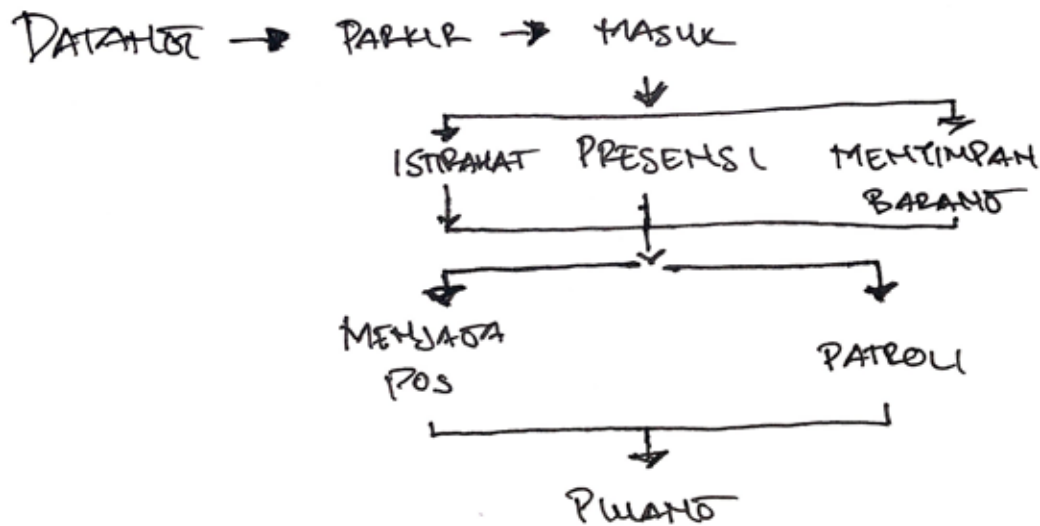 DATANG → PARKIR → MASUK
ISTIRAHAT PRESENSI MENYIMPAN
BARANG
MENJAGA
POS
PATROLI
PULANG